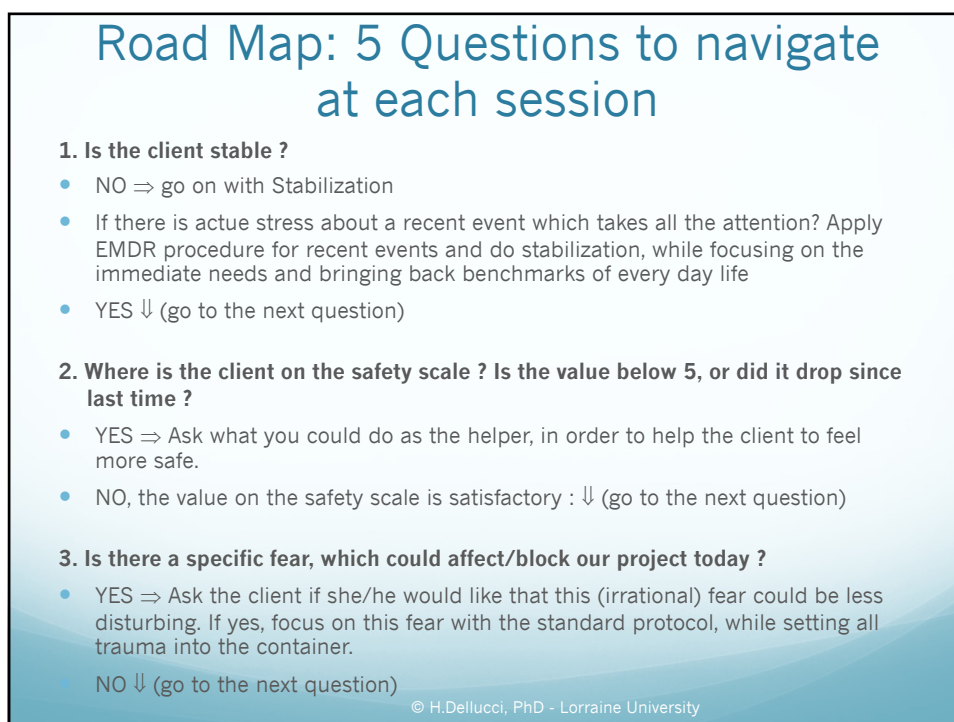 Road Map: 5 Questions to navigate
at each session
1. Is the client stable ?
• NO ⇒ go on with Stabilization
• If there is actue stress about a recent event which takes all the attention? Apply
EMDR procedure for recent events and do stabilization, while focusing on the
immediate needs and bringing back benchmarks of every day life
• YES ⇓ (go to the next question)
2. Where is the client on the safety scale ? Is the value below 5, or did it drop since
last time ?
• YES ⇒ Ask what you could do as the helper, in order to help the client to feel
more safe.
• NO, the value on the safety scale is satisfactory : ⇓ (go to the next question)
3. Is there a specific fear, which could affect/block our project today ?
• YES ⇒ Ask the client if she/he would like that this (irrational) fear could be less
disturbing. If yes, focus on this fear with the standard protocol, while setting all
trauma into the container.
• NO ⇓ (go to the next question)
© H.Dellucci, PhD - Lorraine University